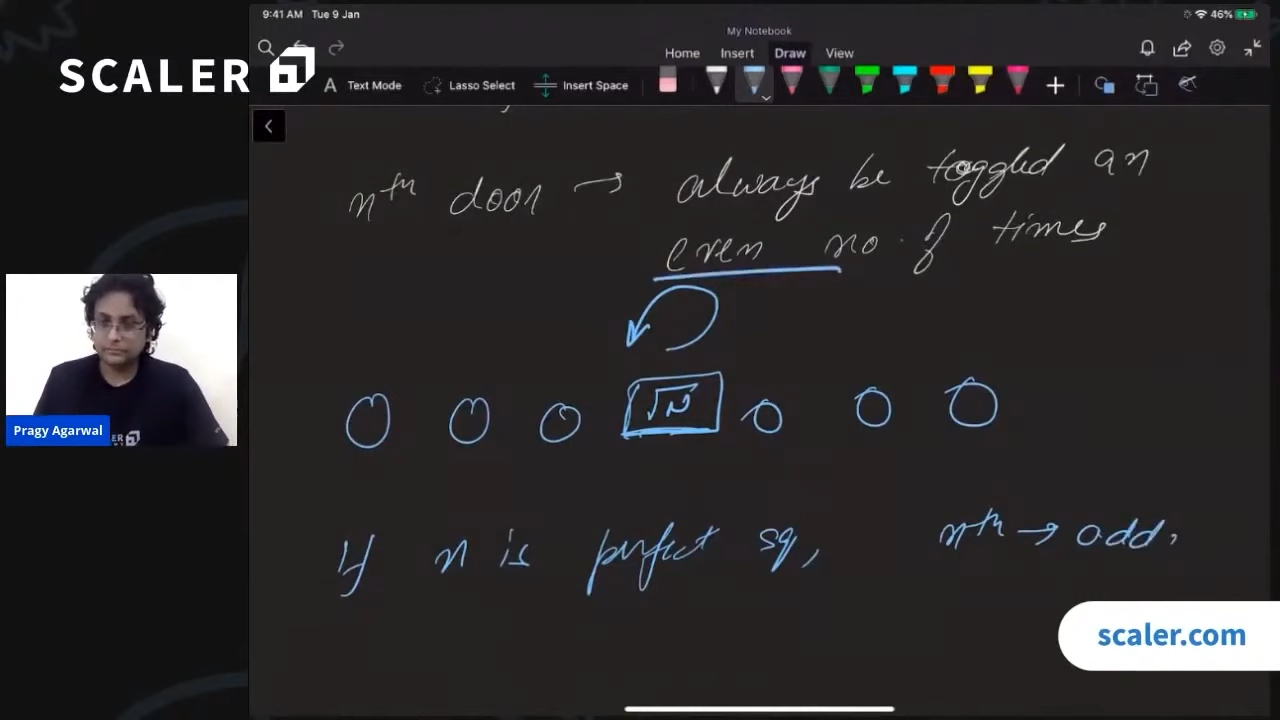 9:41 AM Tue 9 Jan
46%
My Notebook
Home Insert Draw View
SCALER
Text Mode Lasso Select Insert Space
nth door → always be toggled an
even no. of times
√N
Pragy Agarwal
If n is perfect sq, nth → odd,
scaler.com